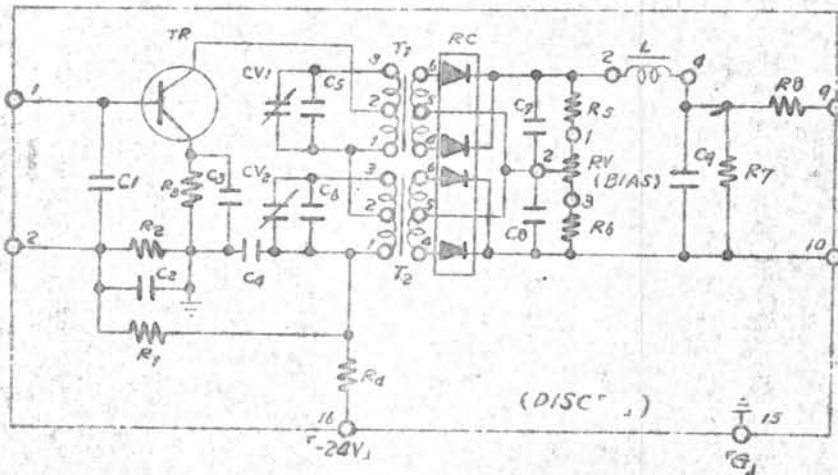 TR
T1
RC
CV1
C5
3
2
1
6
5
4
2
L
4
R8
9
1
C7
R5
1
C1
R3
C3
CV2
C6
3
2
1
6
5
4
2
RV
(BIAS)
3
C9
R7
C8
R6
2
R2
C2
C4
T2
10
R1
R4
(DISC
16
「-24V」
15
「G」